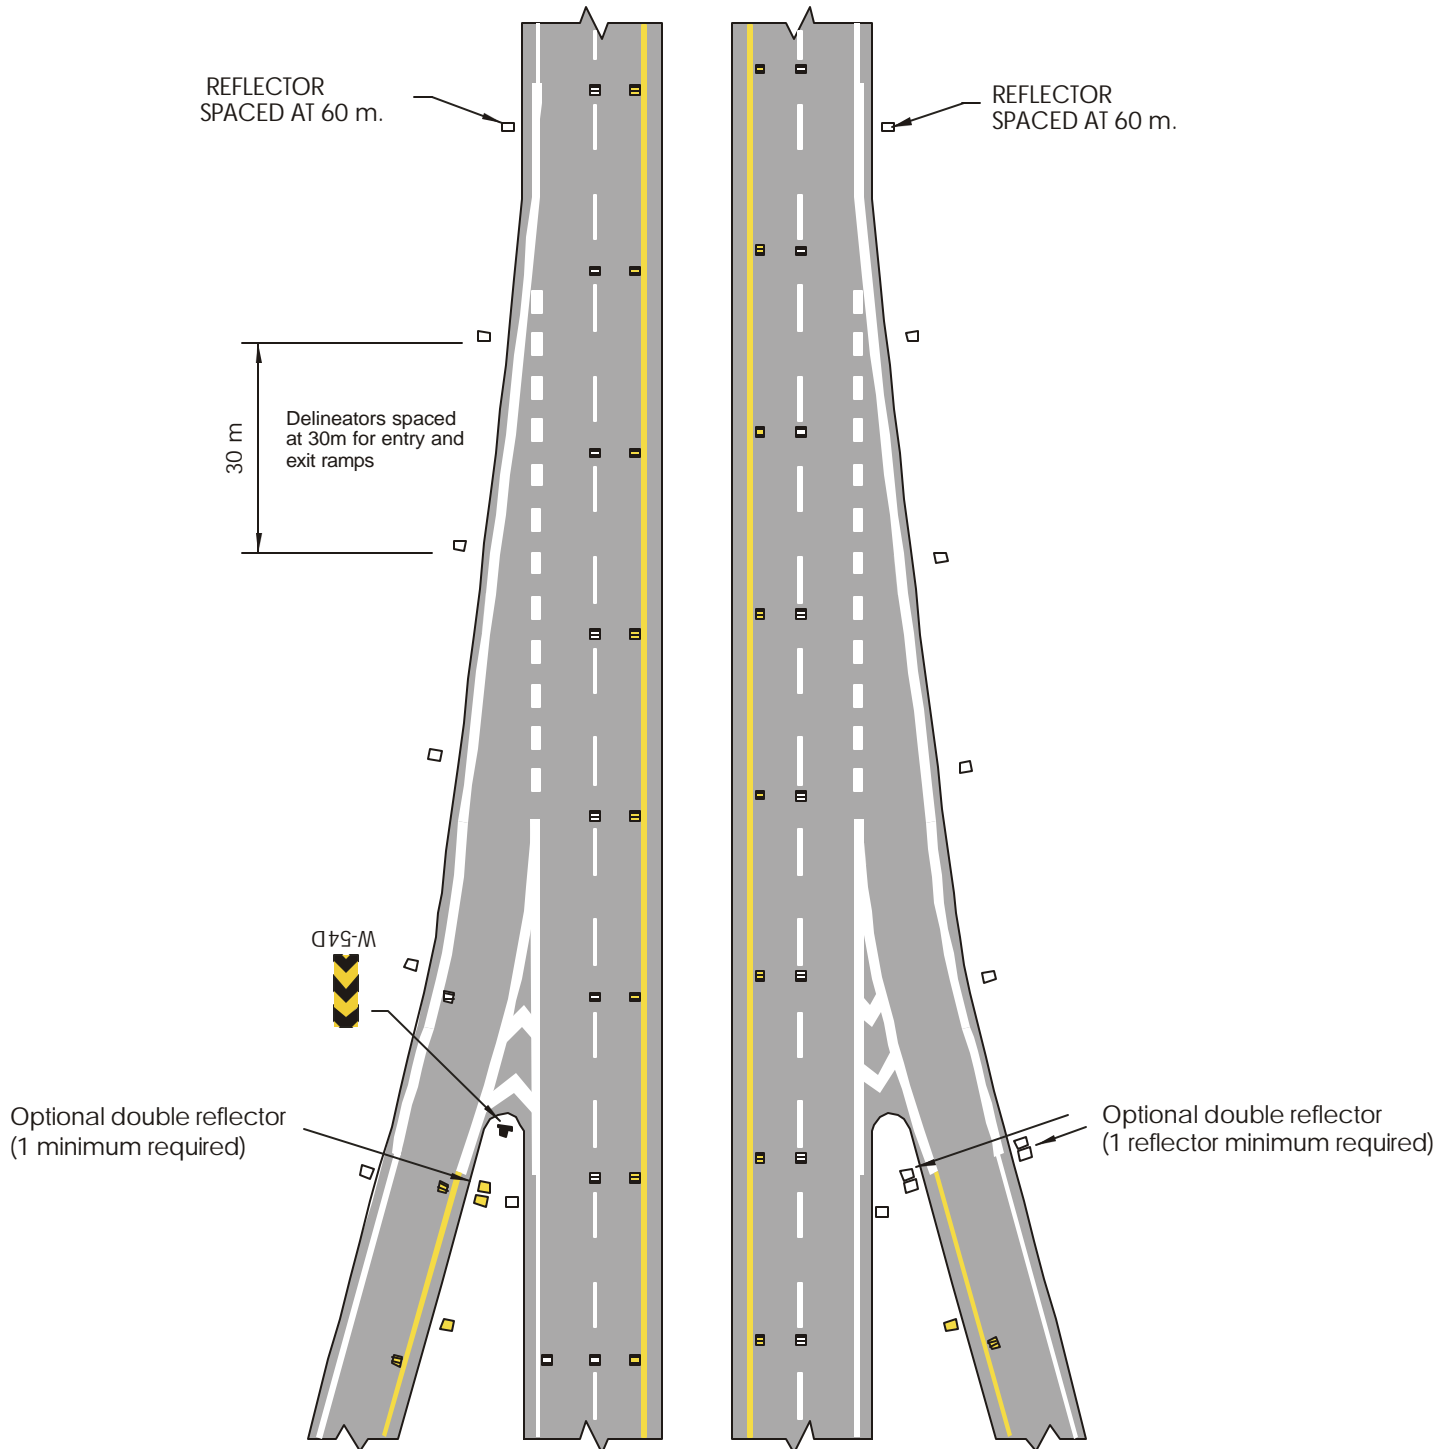 REFLECTOR
SPACED AT 60 m.
REFLECTOR
SPACED AT 60 m.
30 m
Delineators spaced
at 30m for entry and
exit ramps
W-54D
Optional double reflector
(1 minimum required)
Optional double reflector
(1 reflector minimum required)